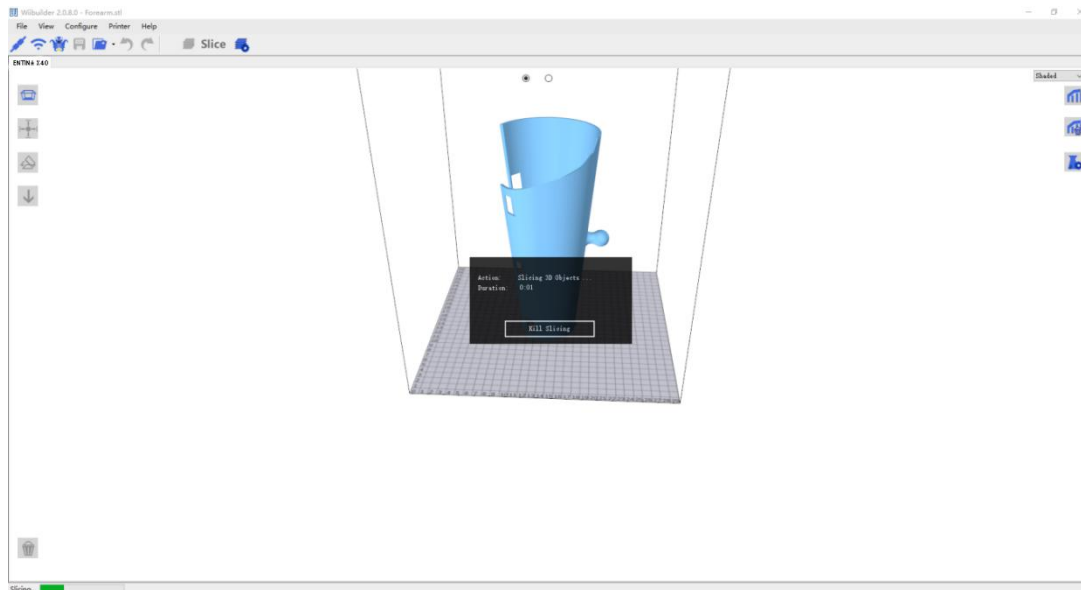 Wiibuilder 2.0.8.0 - Forearm.stl
File View Configure Printer Help
Slice
ENTINA X40
Shaded
Action: Slicing 3D Objects ...
Duration: 0:01
Kill Slicing
Slicing